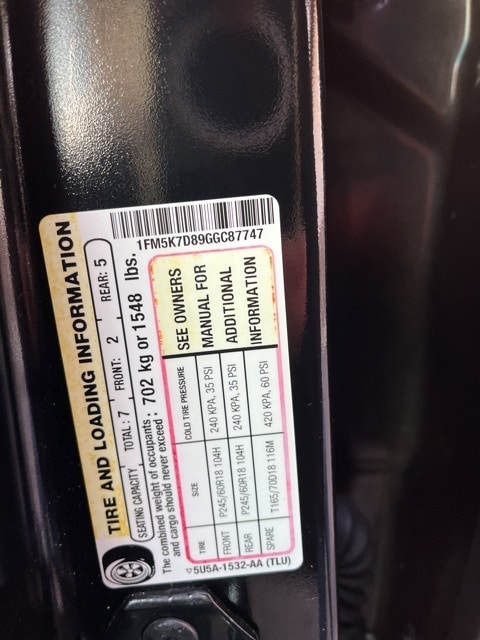 TIRE AND LOADING INFORMATION
SEATING CAPACITY TOTAL : 7 FRONT: 2 REAR: 5
The combined weight of occupants : 702 kg or 1548 lbs.
and cargo should never exceed :
TIRE SIZE COLD TIRE PRESSURE
FRONT P245/60R18 104H 240 KPA, 35 PSI
REAR P245/60R18 104H 240 KPA, 35 PSI
SPARE T165/70D18 116M 420 KPA, 60 PSI
SEE OWNERS
MANUAL FOR
ADDITIONAL
INFORMATION
5U5A-1532-AA (TLU)
1FM5K7D89GGC87747